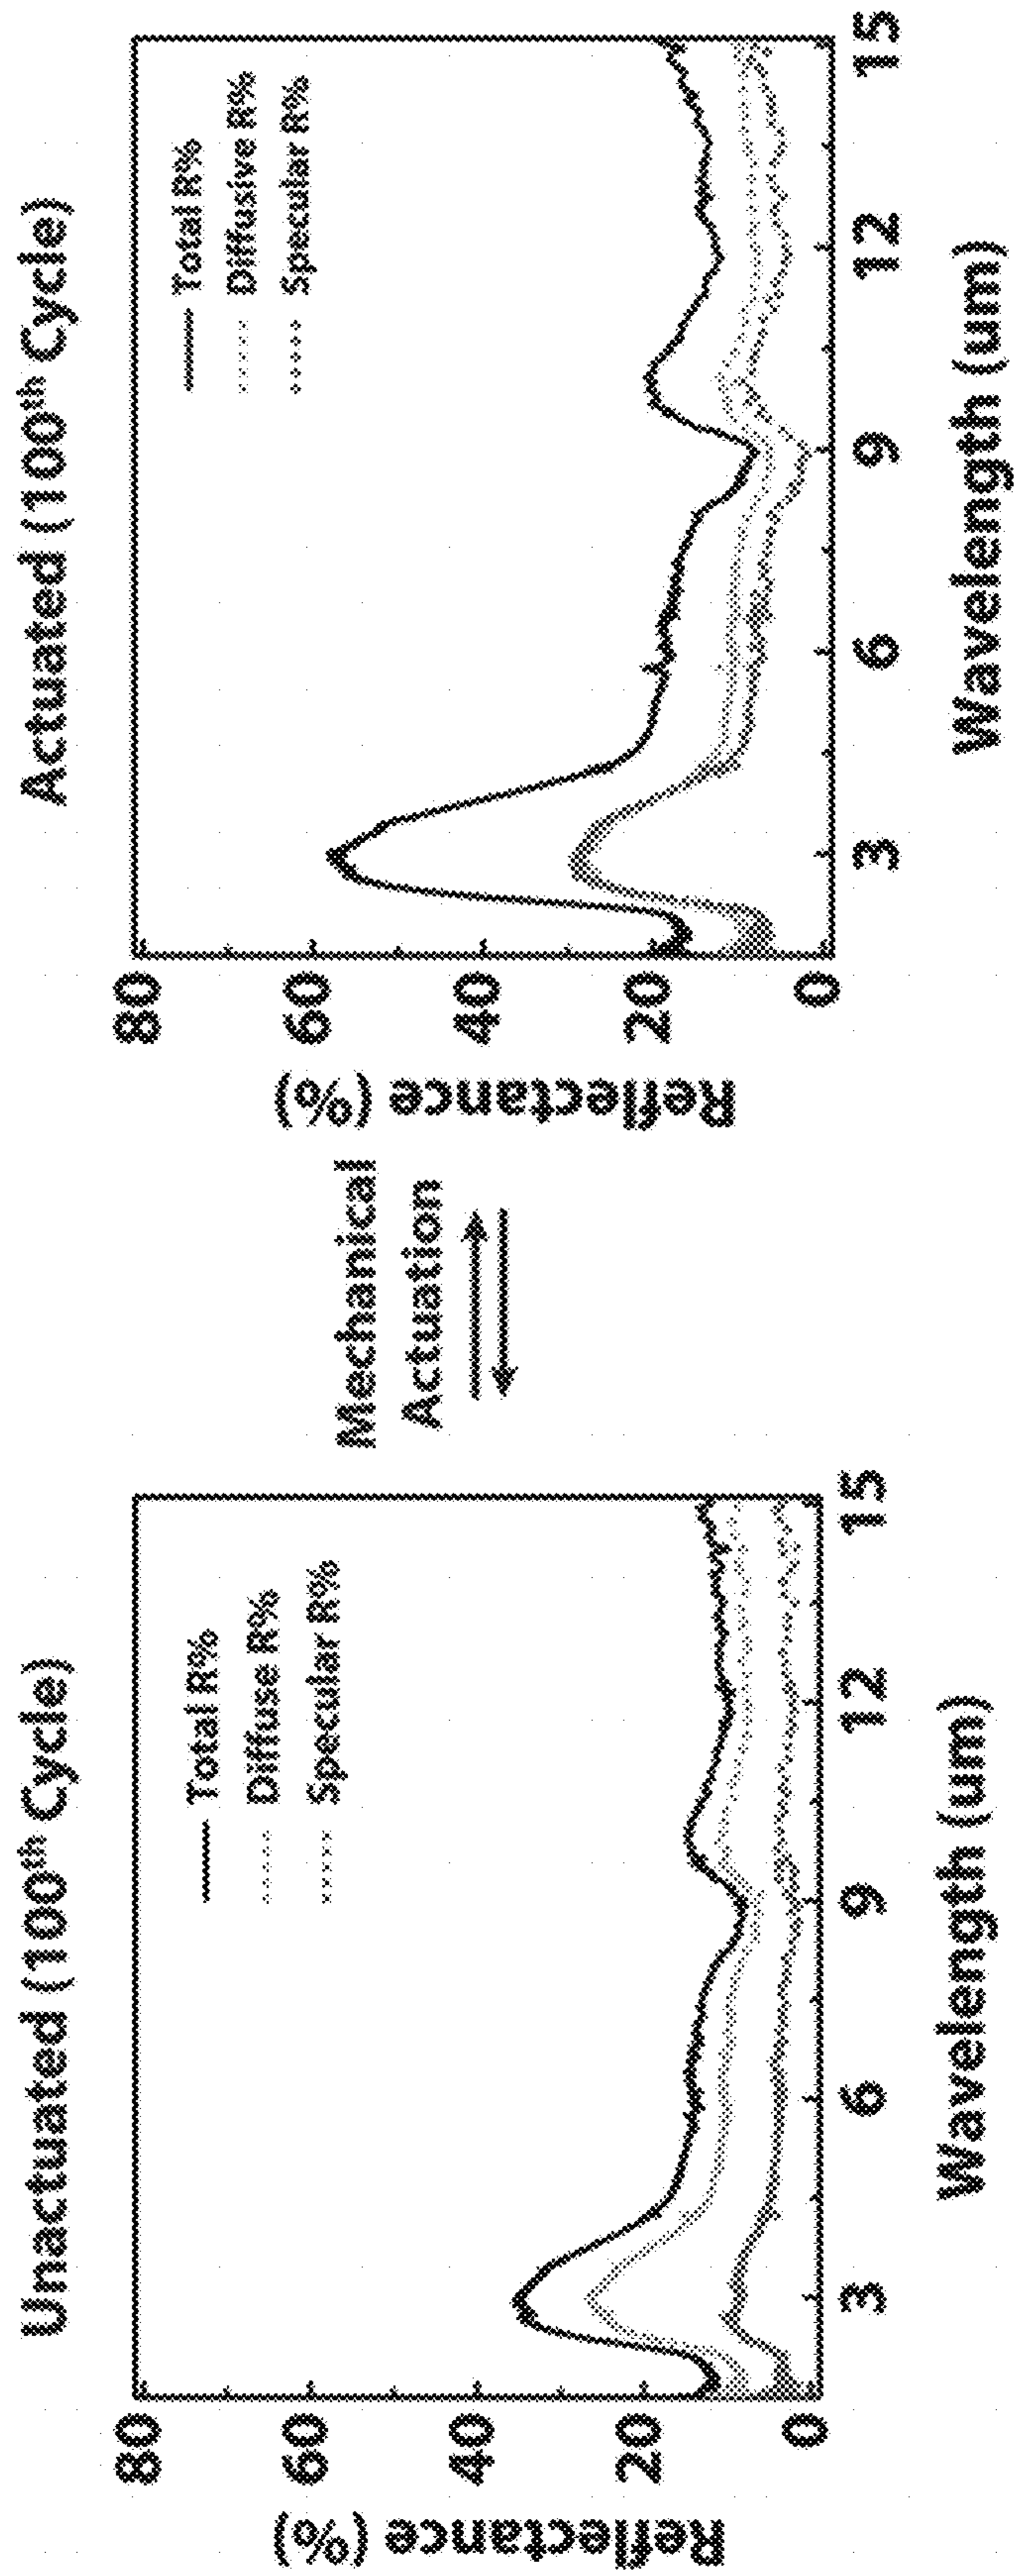 Unactuated (100th Cycle)
Reflectance (%)
80
60
40
20
0
Total R%
Diffuse R%
Specular R%
3
6
9
12
15
Wavelength (um)
Mechanical
Actuation
Actuated (100th Cycle)
Reflectance (%)
80
60
40
20
0
Total R%
Diffusive R%
Specular R%
3
6
9
12
15
Wavelength (um)